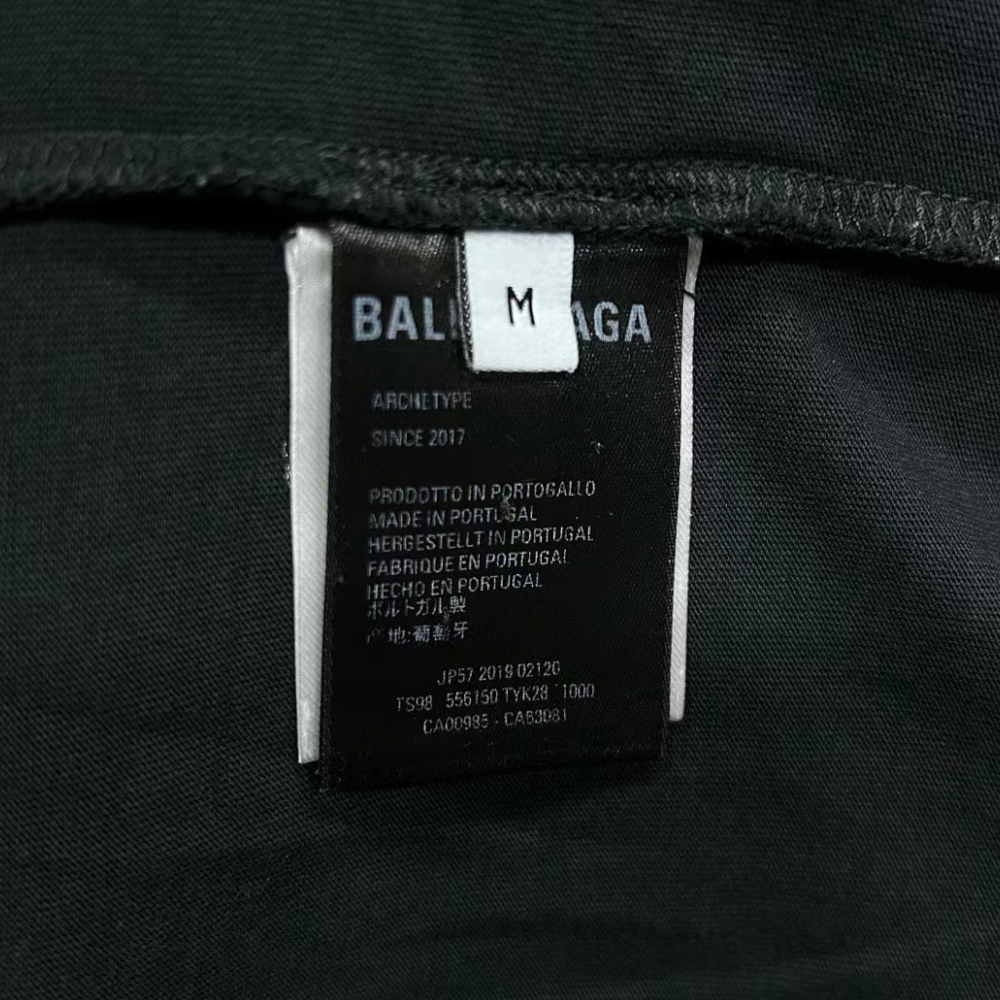 M
BAL AGA
ARCHETYPE
SINCE 2017
PRODOTTO IN PORTOGALLO
MADE IN PORTUGAL
HERGESTELLT IN PORTUGAL
FABRIQUE EN PORTUGAL
HECHO EN PORTUGAL
ポルトガル製
产地:葡萄牙
JP57 2019 02120
TS98 556150 TYK28 1000
CA00985 - CA63081